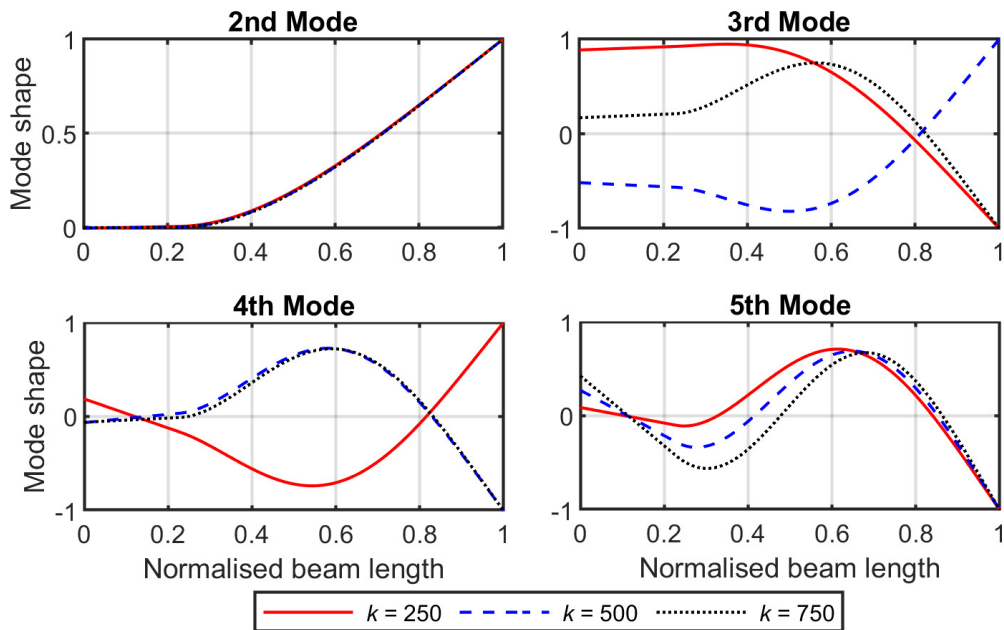 2nd Mode
3rd Mode
Mode shape
1
0.5
0
0 0.2 0.4 0.6 0.8 1
1
0
-1
0 0.2 0.4 0.6 0.8 1
4th Mode
5th Mode
Mode shape
1
0
-1
0 0.2 0.4 0.6 0.8 1
1
0
-1
0 0.2 0.4 0.6 0.8 1
Normalised beam length
Normalised beam length
k = 250 k = 500 k = 750